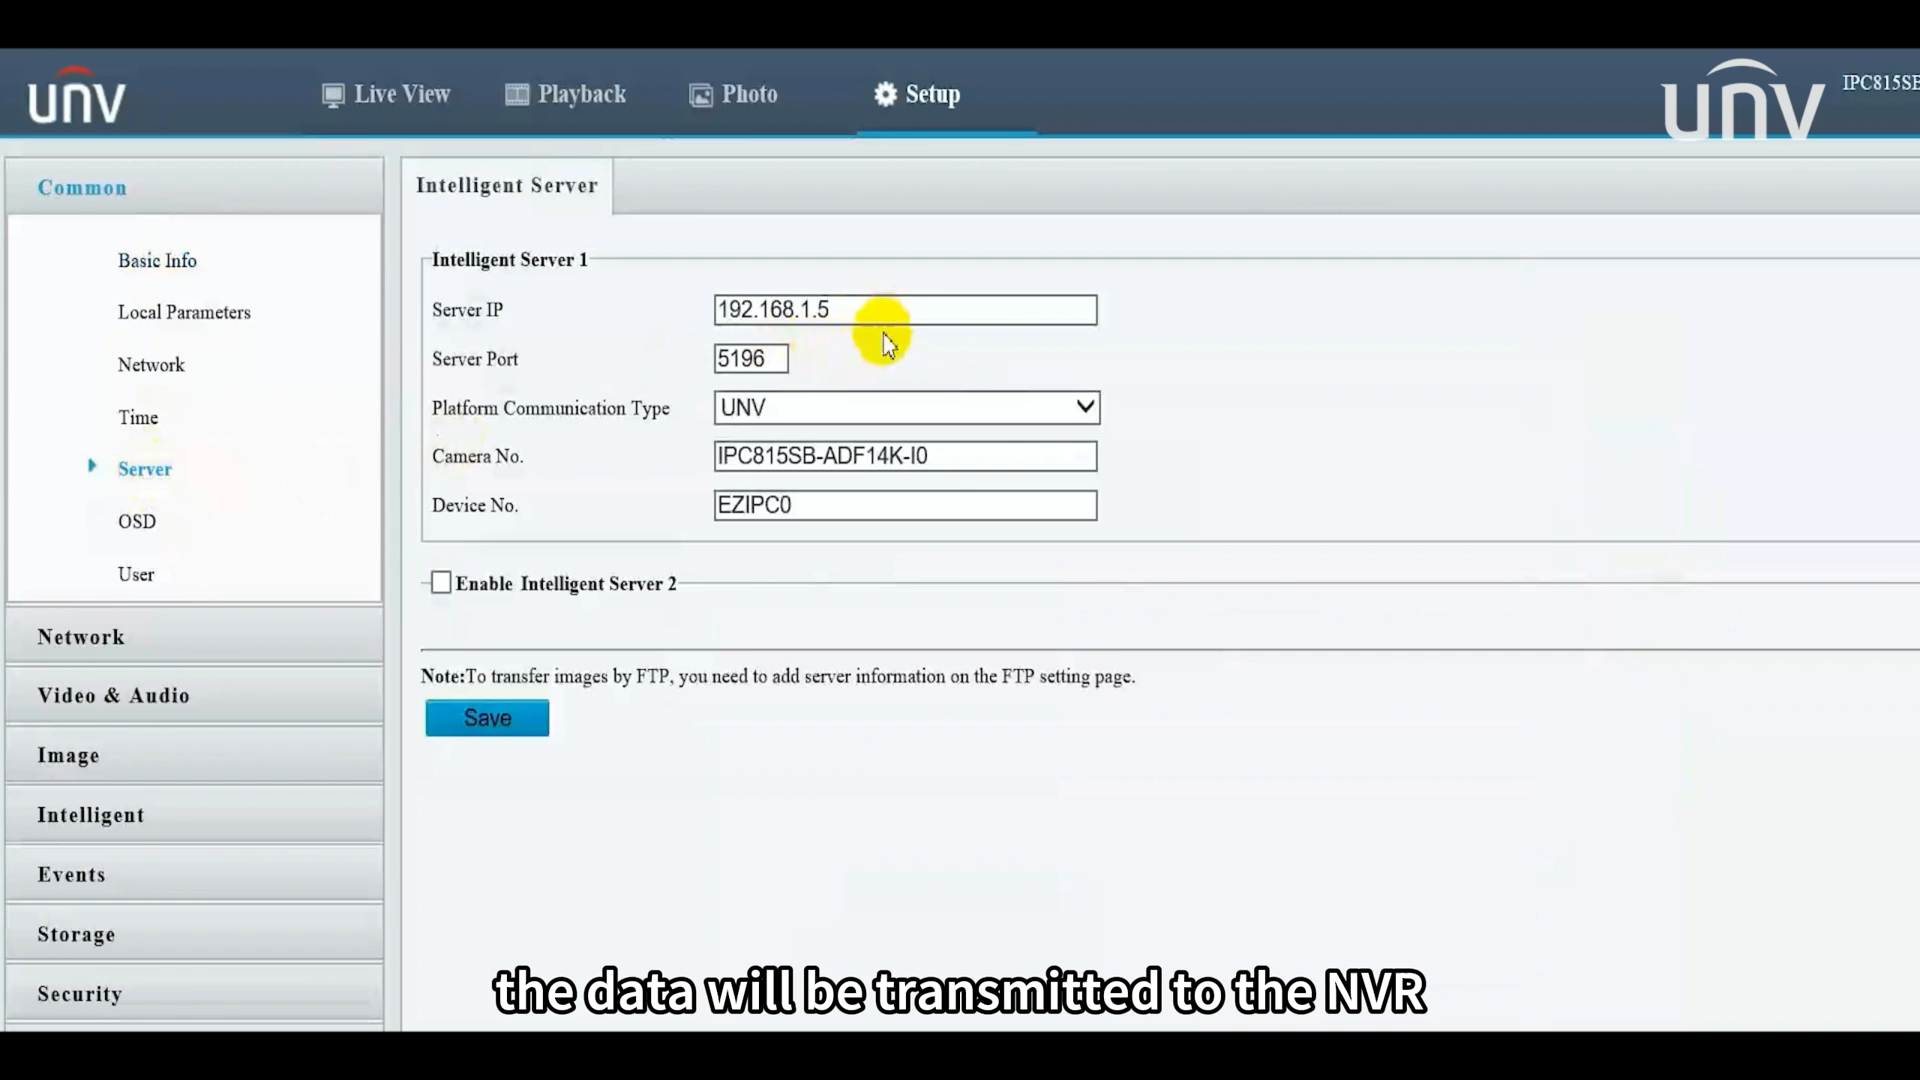 unv
Live View
Playback
Photo
Setup
unv
IPC815SB
Common
Basic Info
Local Parameters
Network
Time
Server
OSD
User
Network
Video & Audio
Image
Intelligent
Events
Storage
Security
Intelligent Server
Intelligent Server 1
Server IP 192.168.1.5
Server Port 5196
Platform Communication Type UNV
Camera No. IPC815SB-ADF14K-I0
Device No. EZIPC0
Enable Intelligent Server 2
Note:To transfer images by FTP, you need to add server information on the FTP setting page.
Save
the data will be transmitted to the NVR